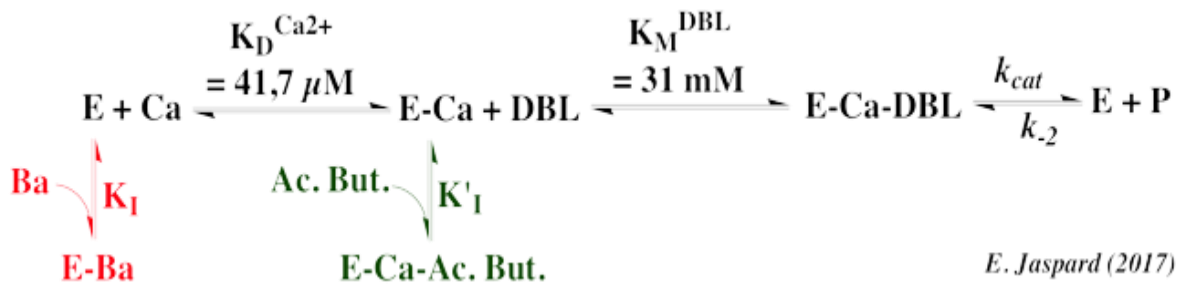 K_D^Ca2+
= 41,7 µM
K_M^DBL
= 31 mM
E + Ca
E-Ca + DBL
E-Ca-DBL
k_cat
k_-2
E + P
Ba
K_I
E-Ba
Ac. But.
K'_I
E-Ca-Ac. But.
E. Jaspard (2017)